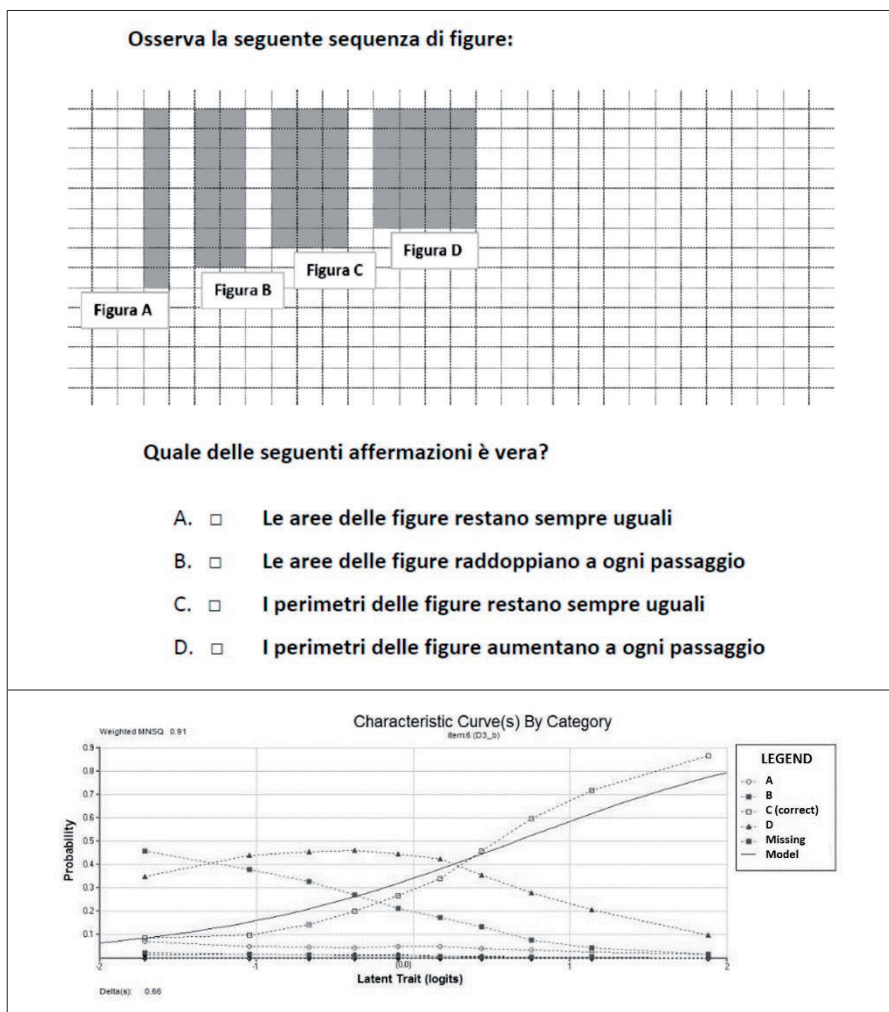 Osserva la seguente sequenza di figure:
Figura A
Figura B
Figura C
Figura D
Quale delle seguenti affermazioni è vera?
A. □ Le aree delle figure restano sempre uguali
B. □ Le aree delle figure raddoppiano a ogni passaggio
C. □ I perimetri delle figure restano sempre uguali
D. □ I perimetri delle figure aumentano a ogni passaggio
Characteristic Curve(s) By Category
Weighted MNSQ 0.91
Item:6 (D3_b)
Probability
0.9
0.8
0.7
0.6
0.5
0.4
0.3
0.2
0.1
-2 -1 (0,0) 1 2
Latent Trait (logits)
Delta(s): 0.66
LEGEND
A
B
C (correct)
D
Missing
Model